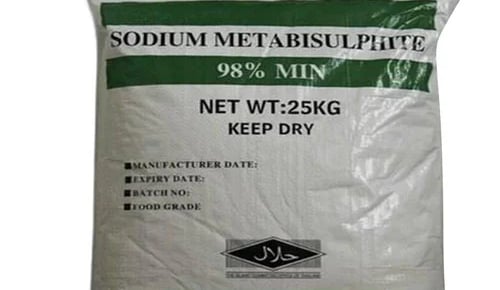 SODIUM METABISULPHITE
98% MIN
NET WT:25KG
KEEP DRY
MANUFACTURER DATE:
EXPIRY DATE:
BATCH NO:
FOOD GRADE
حلال